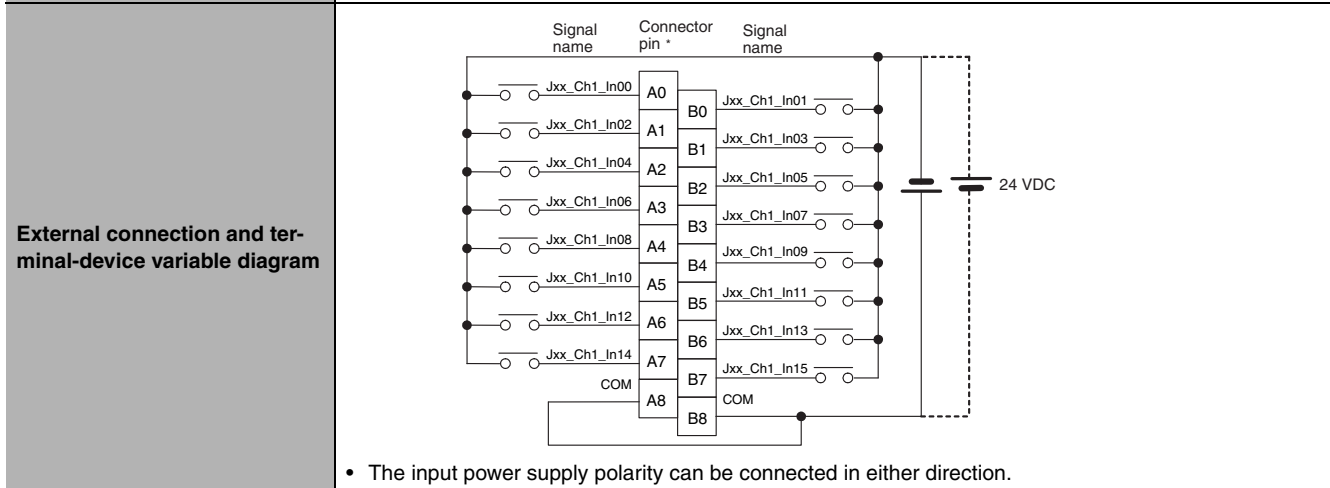 External connection and ter-
minal-device variable diagram
Signal name
Connector pin *
Signal name
Jxx_Ch1_In00 A0
B0 Jxx_Ch1_In01
Jxx_Ch1_In02 A1
B1 Jxx_Ch1_In03
Jxx_Ch1_In04 A2
B2 Jxx_Ch1_In05
24 VDC
Jxx_Ch1_In06 A3
B3 Jxx_Ch1_In07
Jxx_Ch1_In08 A4
B4 Jxx_Ch1_In09
Jxx_Ch1_In10 A5
B5 Jxx_Ch1_In11
Jxx_Ch1_In12 A6
B6 Jxx_Ch1_In13
Jxx_Ch1_In14 A7
B7 Jxx_Ch1_In15
COM A8
B8 COM
• The input power supply polarity can be connected in either direction.